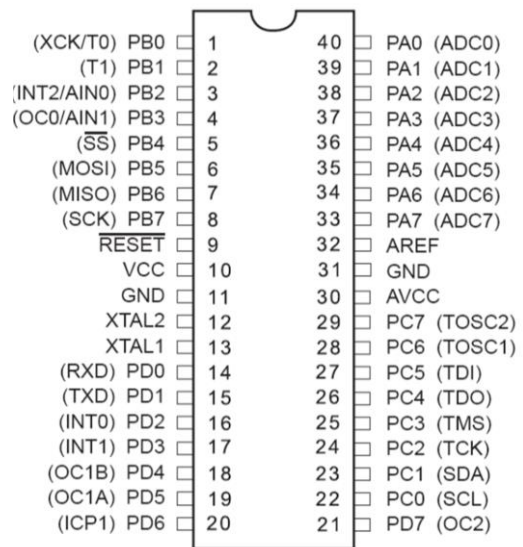 (XCK/T0) PB0 1 40 PA0 (ADC0)
(T1) PB1 2 39 PA1 (ADC1)
(INT2/AIN0) PB2 3 38 PA2 (ADC2)
(OC0/AIN1) PB3 4 37 PA3 (ADC3)
(SS) PB4 5 36 PA4 (ADC4)
(MOSI) PB5 6 35 PA5 (ADC5)
(MISO) PB6 7 34 PA6 (ADC6)
(SCK) PB7 8 33 PA7 (ADC7)
RESET 9 32 AREF
VCC 10 31 GND
GND 11 30 AVCC
XTAL2 12 29 PC7 (TOSC2)
XTAL1 13 28 PC6 (TOSC1)
(RXD) PD0 14 27 PC5 (TDI)
(TXD) PD1 15 26 PC4 (TDO)
(INT0) PD2 16 25 PC3 (TMS)
(INT1) PD3 17 24 PC2 (TCK)
(OC1B) PD4 18 23 PC1 (SDA)
(OC1A) PD5 19 22 PC0 (SCL)
(ICP1) PD6 20 21 PD7 (OC2)